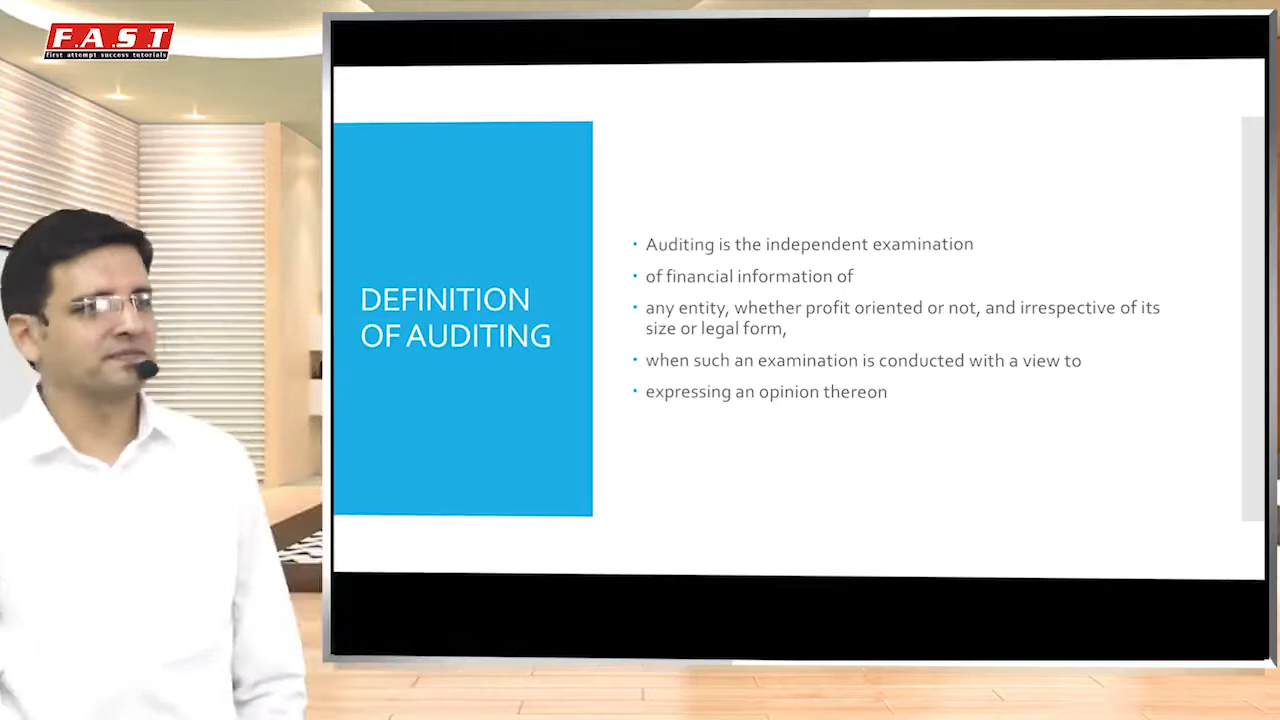 F.A.S.T
first attempt success tutorials
DEFINITION
OF AUDITING
• Auditing is the independent examination
• of financial information of
• any entity, whether profit oriented or not, and irrespective of its
size or legal form,
• when such an examination is conducted with a view to
• expressing an opinion thereon